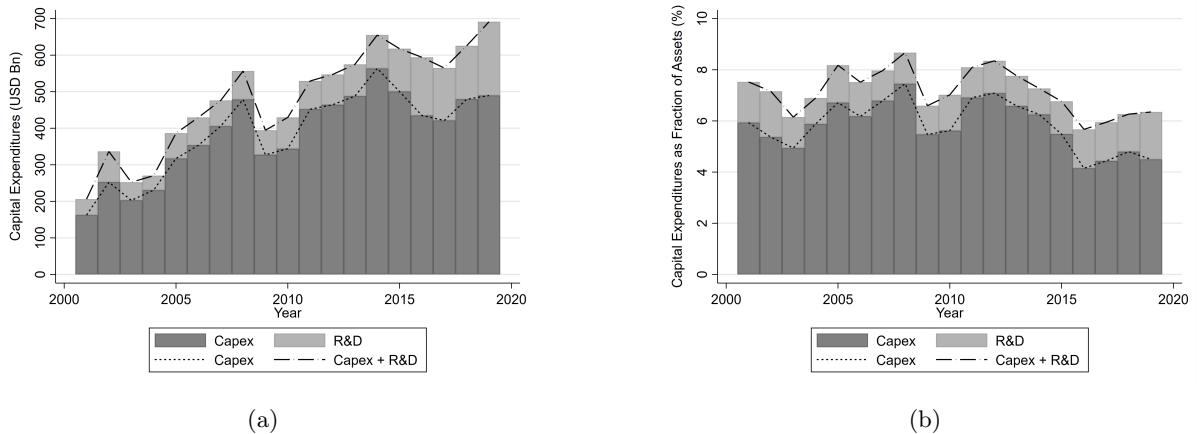 Capital Expenditures (USD Bn)
700
600
500
400
300
200
100
0
2000 2005 2010 2015 2020
Year
Capex R&D
Capex Capex + R&D
(a)
Capital Expenditures as Fraction of Assets (%)
10
8
6
4
2
0
2000 2005 2010 2015 2020
Year
Capex R&D
Capex Capex + R&D
(b)